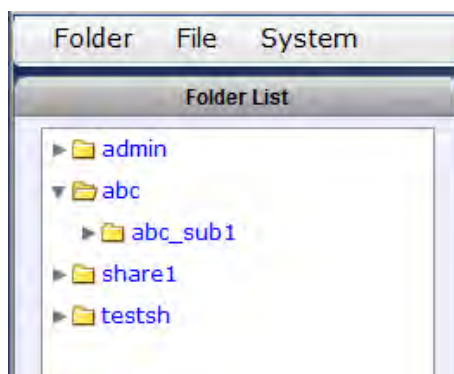 Folder File System
Folder List
admin
abc
abc_sub1
share1
testsh